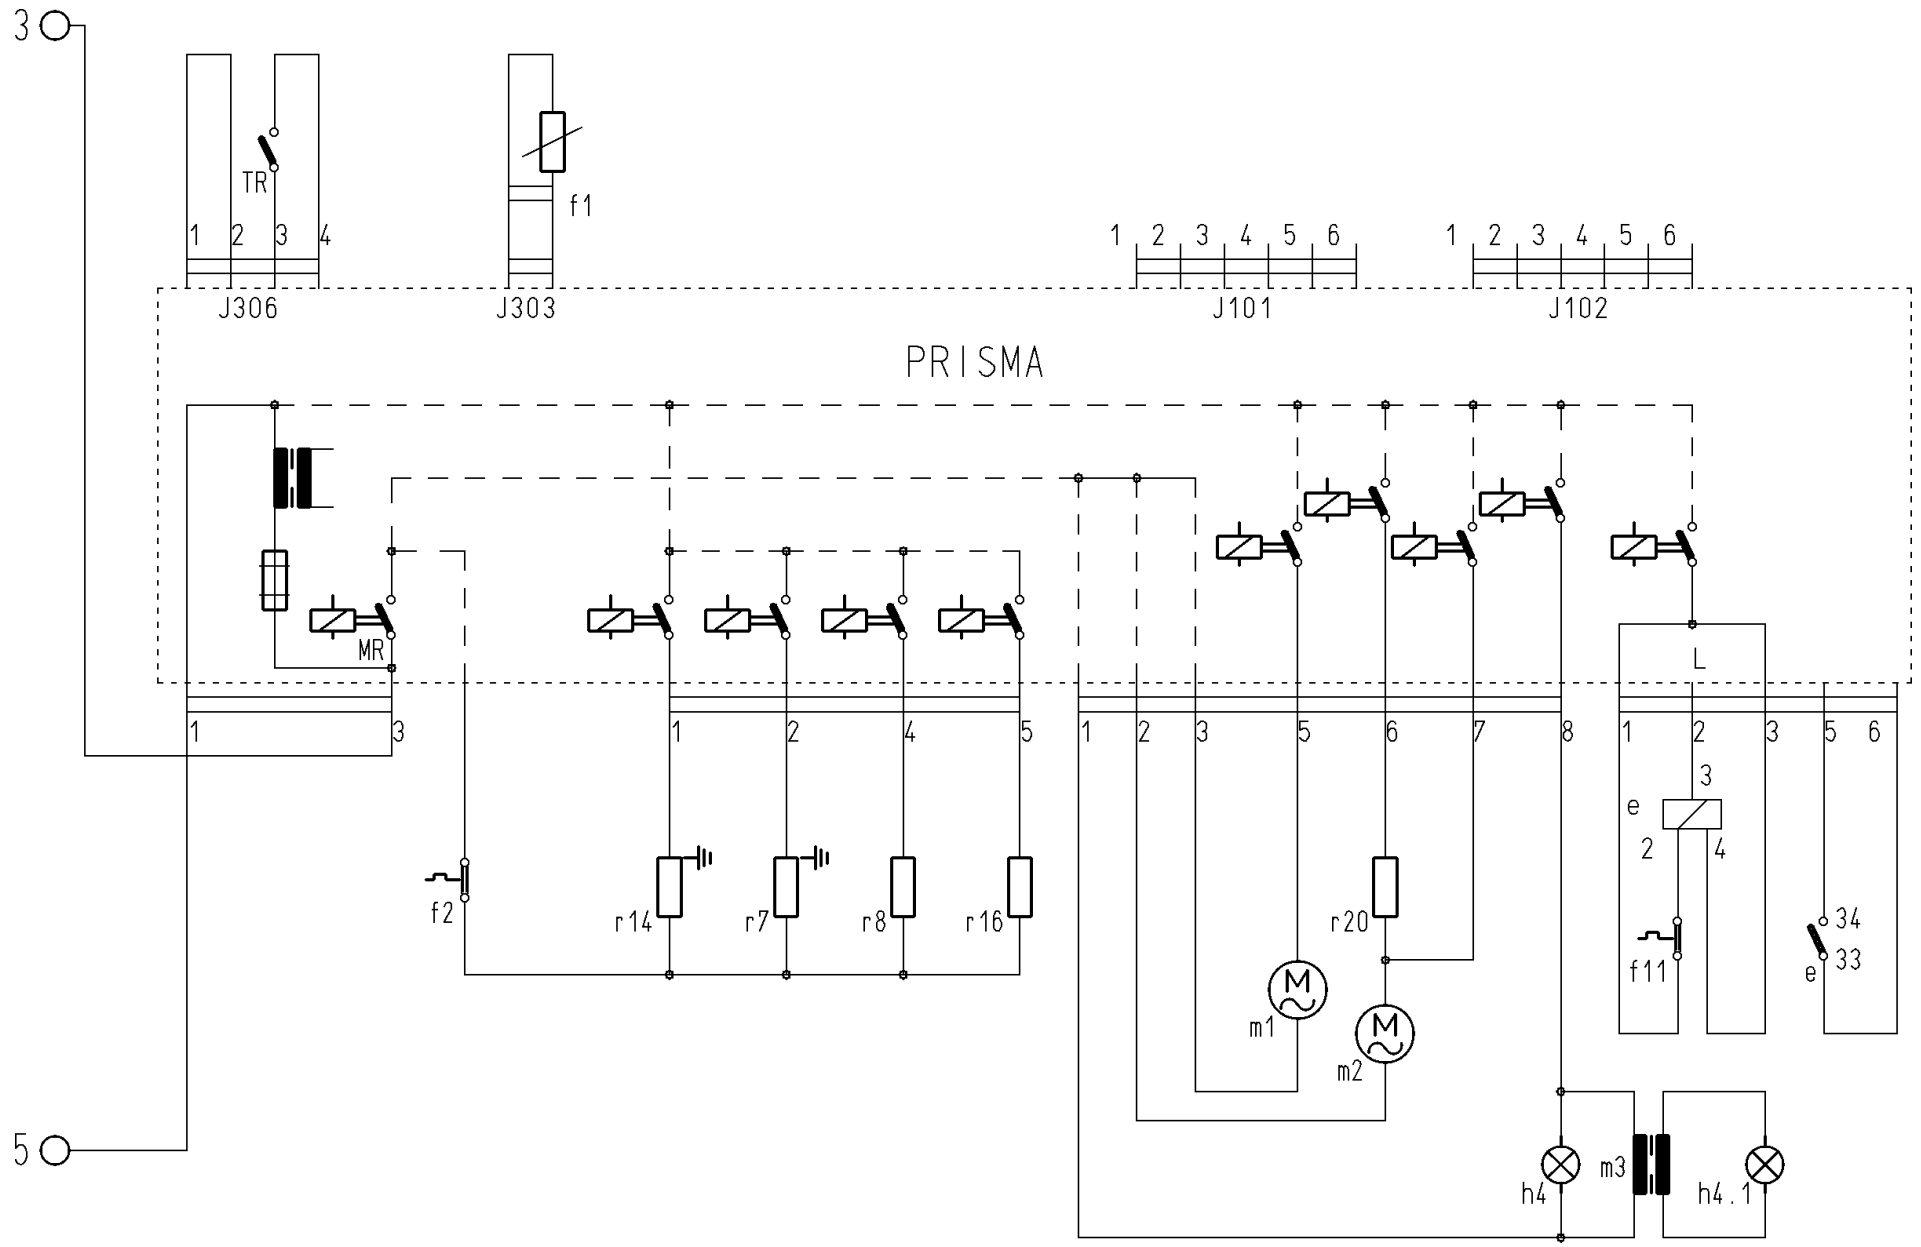 3
TR
f1
1 2 3 4
1 2 3 4 5 6
1 2 3 4 5 6
J306
J303
J101
J102
PRISMA
MR
L
1 3
1 2 4 5
1 2 3 5 6 7 8
1 2 3 5 6
3
e
2 4
f2
r14
r7
r8
r16
r20
34
f11
33
e
m1
m2
5
h4
m3
h4.1